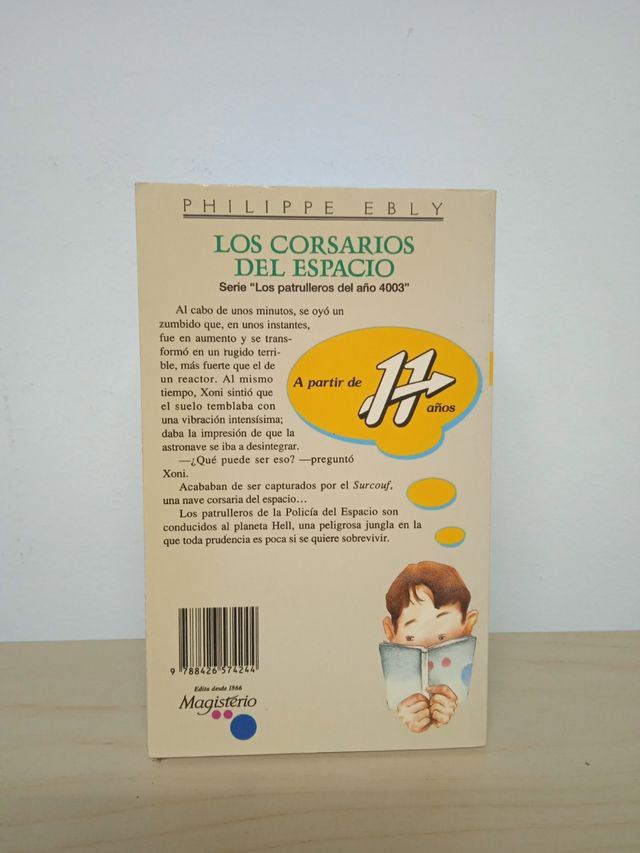 PHILIPPE EBLY
LOS CORSARIOS
DEL ESPACIO
Serie "Los patrulleros del año 4003"
Al cabo de unos minutos, se oyó un
zumbido que, en unos instantes,
fue en aumento y se trans-
formó en un rugido terri-
ble, más fuerte que el de
un reactor. Al mismo
tiempo, Xoni sintió que
el suelo temblaba con
una vibración intensísima;
daba la impresión de que la
astronave se iba a desintegrar.
—¿Qué puede ser eso? —preguntó
Xoni.
Acababan de ser capturados por el Surcouf,
una nave corsaria del espacio...
Los patrulleros de la Policía del Espacio son
conducidos al planeta Hell, una peligrosa jungla en la
que toda prudencia es poca si se quiere sobrevivir.
A partir de 11 años
9 788426 574244
Edita desde 1966
Magisterio